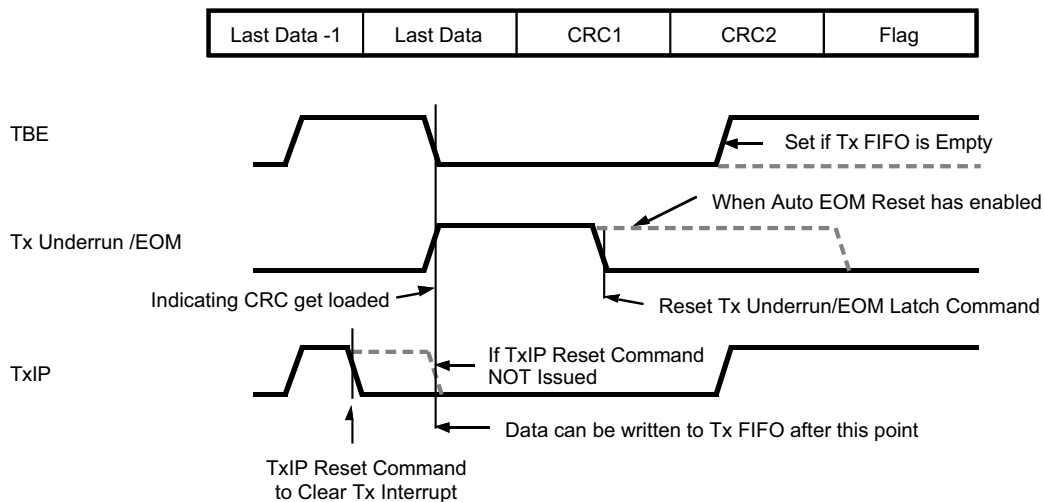 Last Data -1 Last Data CRC1 CRC2 Flag
TBE
Set if Tx FIFO is Empty
When Auto EOM Reset has enabled
Tx Underrun /EOM
Indicating CRC get loaded
Reset Tx Underrun/EOM Latch Command
TxIP
If TxIP Reset Command
NOT Issued
Data can be written to Tx FIFO after this point
TxIP Reset Command
to Clear Tx Interrupt